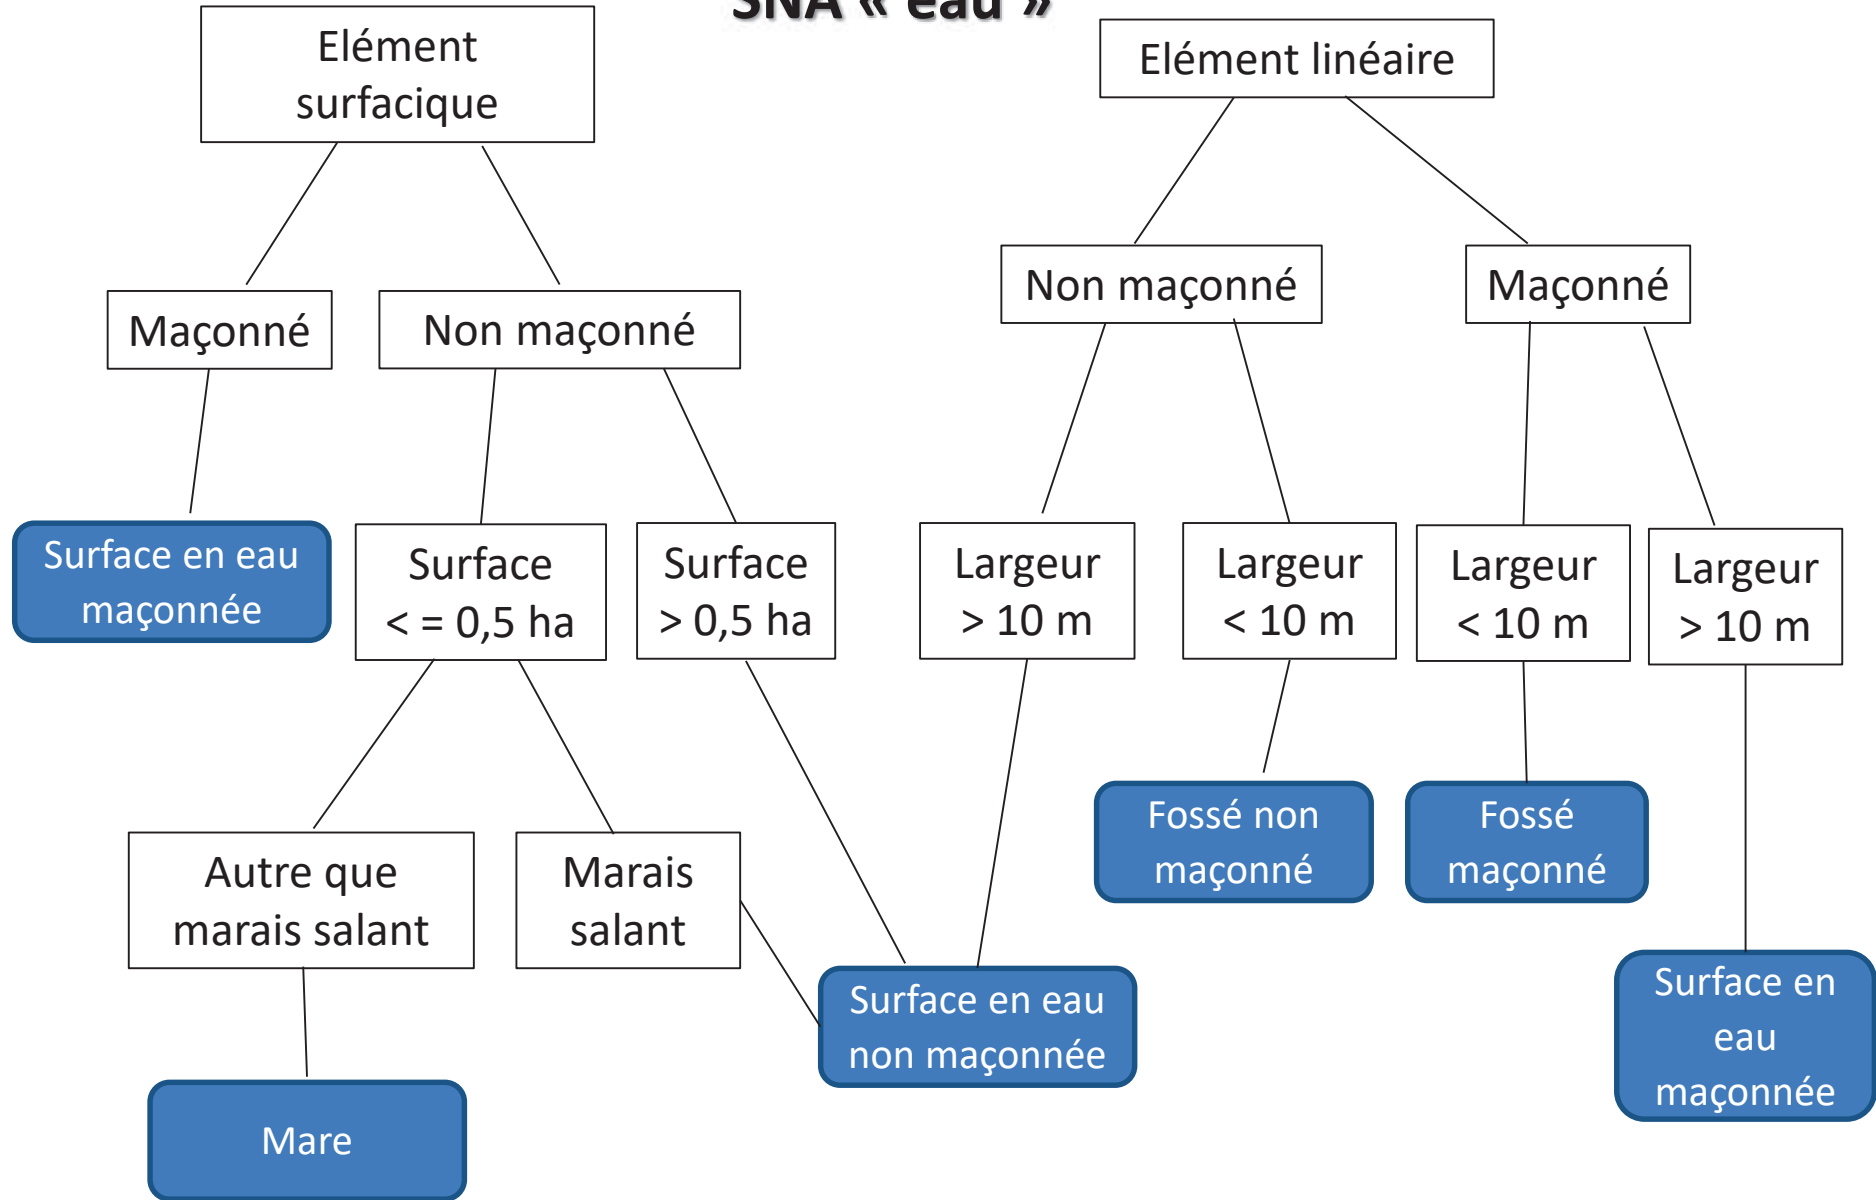 SNA « eau »
Elément
surfacique
Elément linéaire
Maçonné
Non maçonné
Non maçonné
Maçonné
Surface en eau
maçonnée
Surface
< = 0,5 ha
Surface
> 0,5 ha
Largeur
> 10 m
Largeur
< 10 m
Largeur
< 10 m
Largeur
> 10 m
Autre que
marais salant
Marais
salant
Fossé non
maçonné
Fossé
maçonné
Surface en eau
non maçonnée
Surface en
eau
maçonnée
Mare